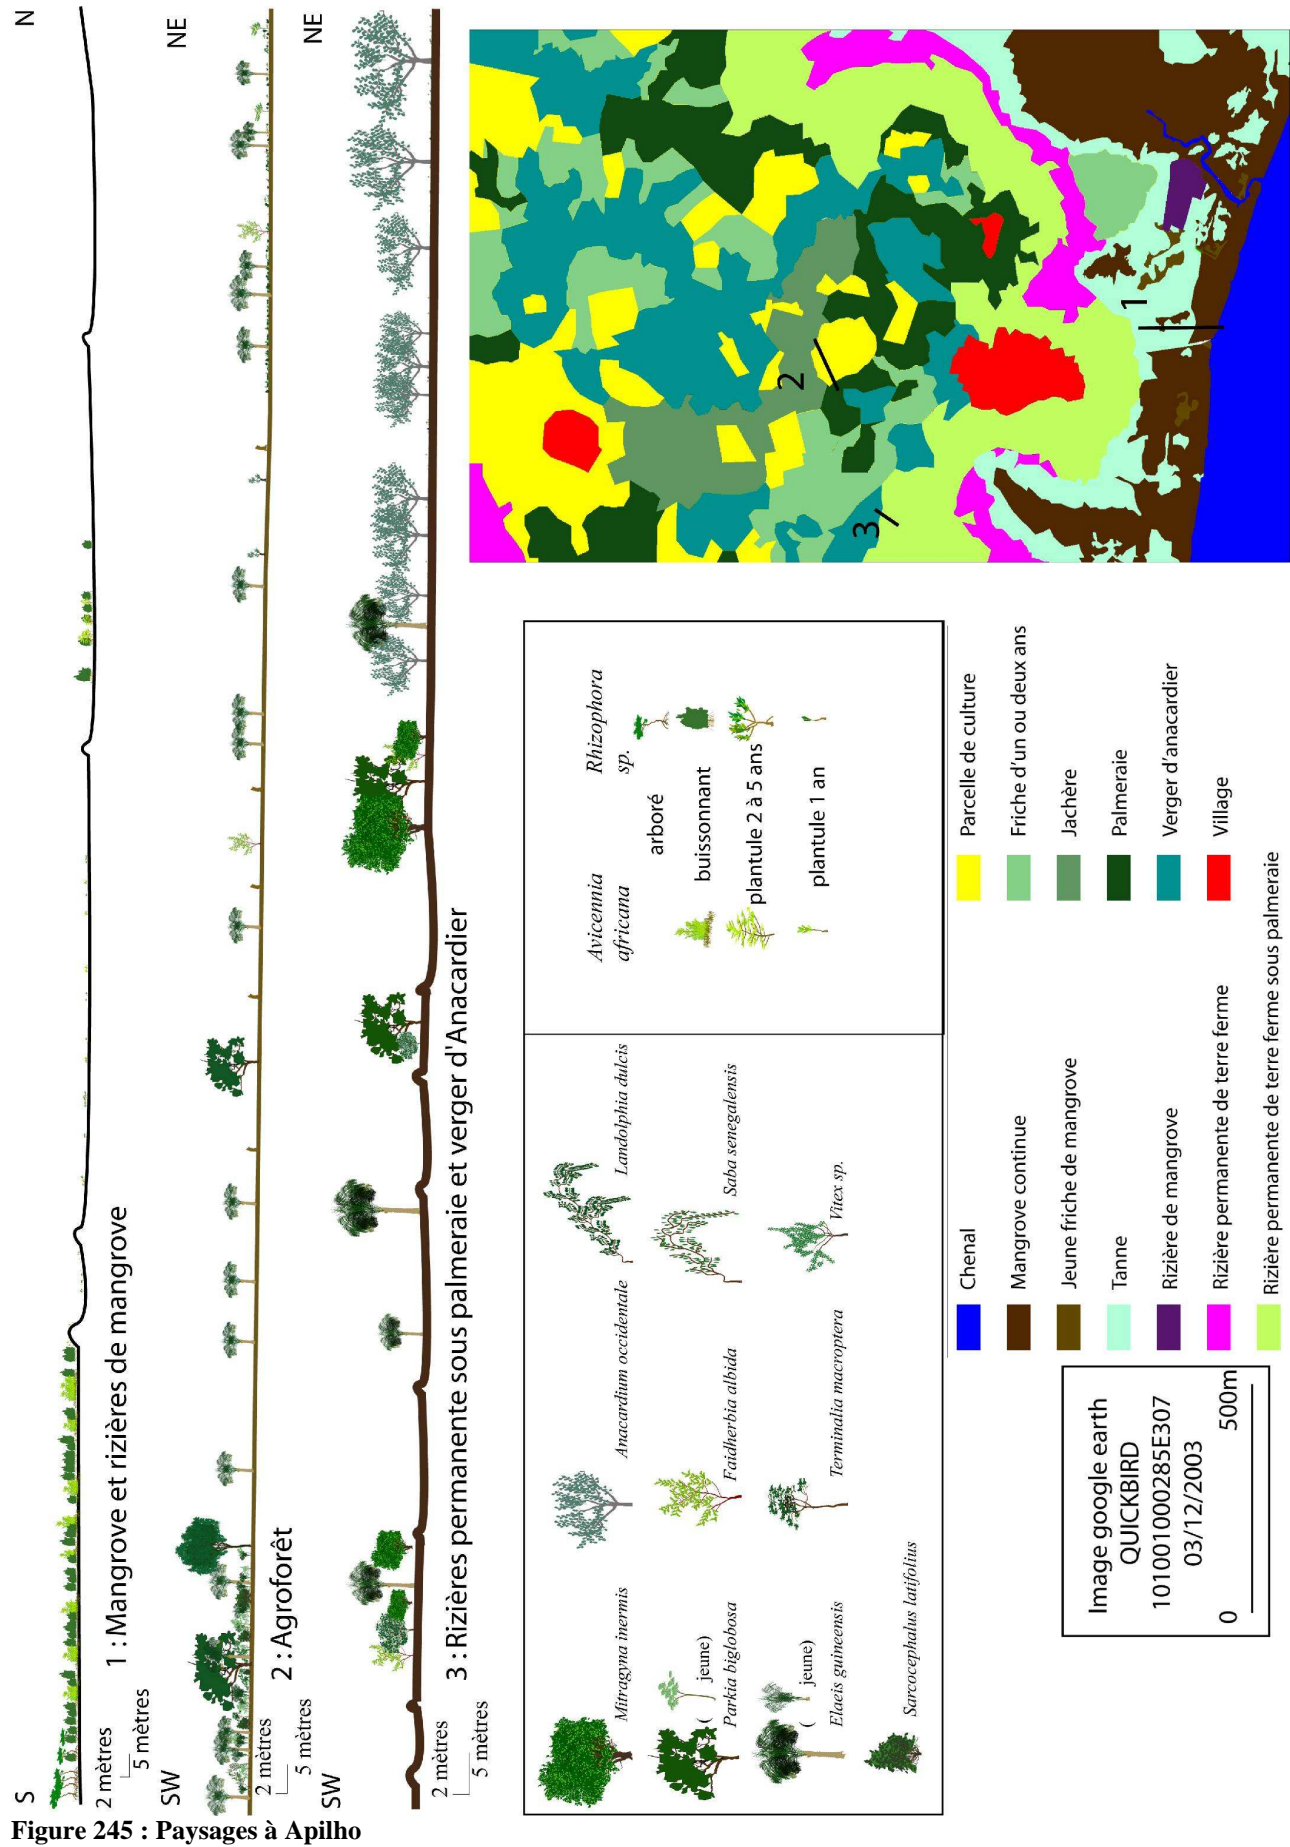 S
N
2 mètres
5 mètres
1 : Mangrove et rizières de mangrove
SW
NE
2 mètres
5 mètres
2 : Agroforêt
SW
NE
2 mètres
5 mètres
3 : Rizières permanente sous palmeraie et verger d'Anacardier
Mitragyna inermis
Anacardium occidentale
Landolphia dulcis
( jeune)
Parkia biglobosa
Faidherbia albida
Saba senegalensis
( jeune)
Elaeis guineensis
Terminalia macroptera
Vitex sp.
Sarcocephalus latifolius
Avicennia
africana
Rhizophora
sp.
arboré
buissonnant
plantule 2 à 5 ans
plantule 1 an
3
2
1
Image google earth
QUICKBIRD
1010010000285E307
03/12/2003
0
500m
Chenal
Mangrove continue
Jeune friche de mangrove
Tanne
Rizière de mangrove
Rizière permanente de terre ferme
Rizière permanente de terre ferme sous palmeraie
Parcelle de culture
Friche d'un ou deux ans
Jachère
Palmeraie
Verger d'anacardier
Village
Figure 245 : Paysages à Apilho